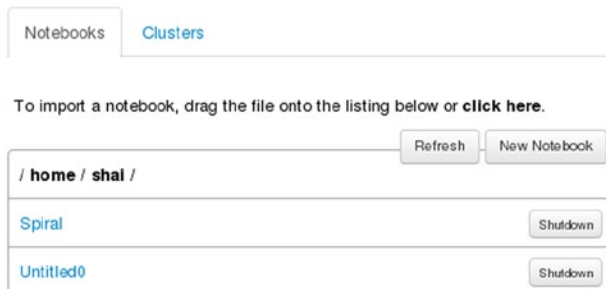 Notebooks Clusters
To import a notebook, drag the file onto the listing below or click here.
Refresh New Notebook
/ home / shai /
Spiral Shutdown
Untitled0 Shutdown